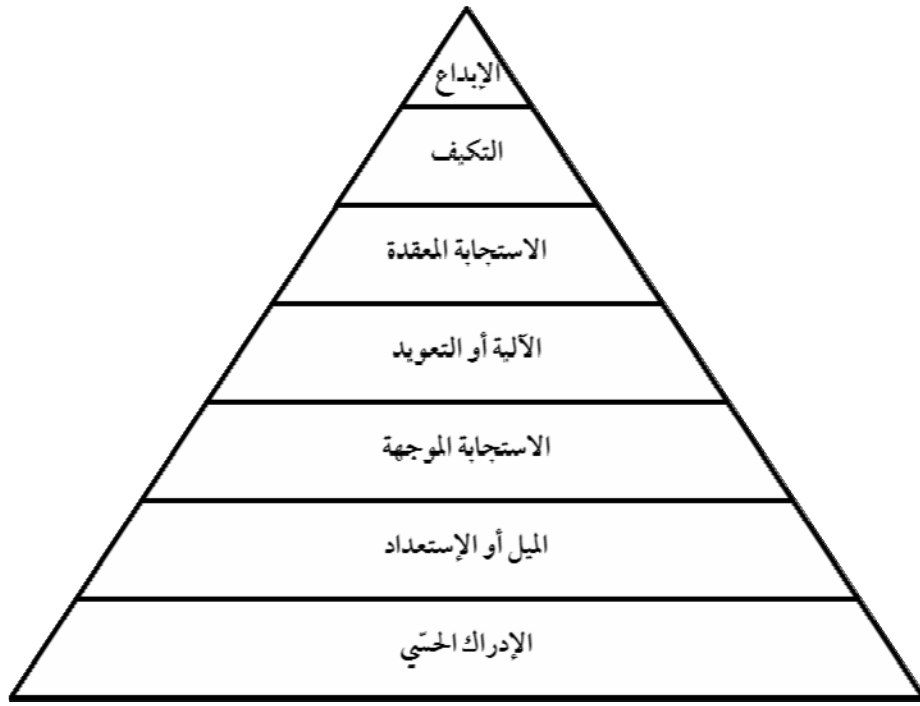 الإبداع
التكيف
الاستجابة المعقدة
الآلية أو التعويد
الاستجابة الموجهة
الميل أو الإستعداد
الإدراك الحسّي